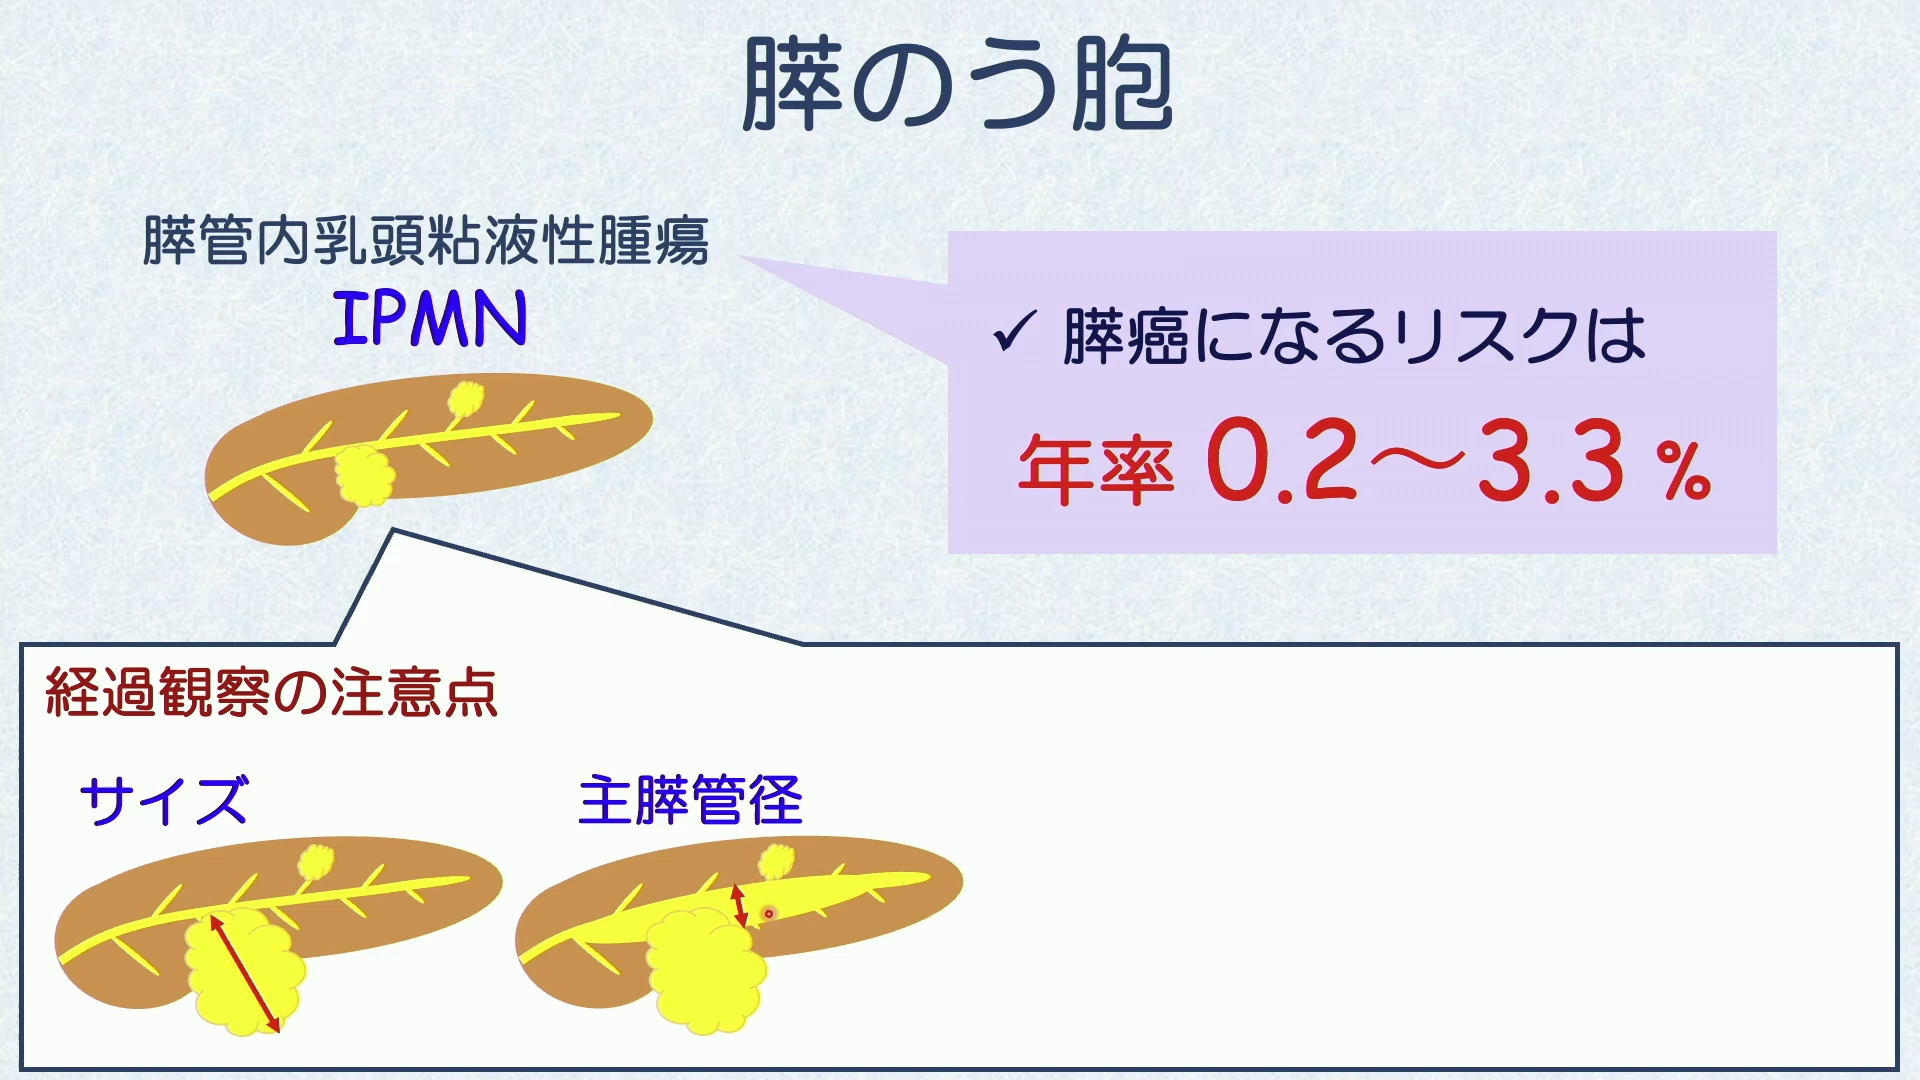 膵のう胞
膵管内乳頭粘液性腫瘍
IPMN
✓ 膵癌になるリスクは
年率 0.2～3.3 %
経過観察の注意点
サイズ
主膵管径